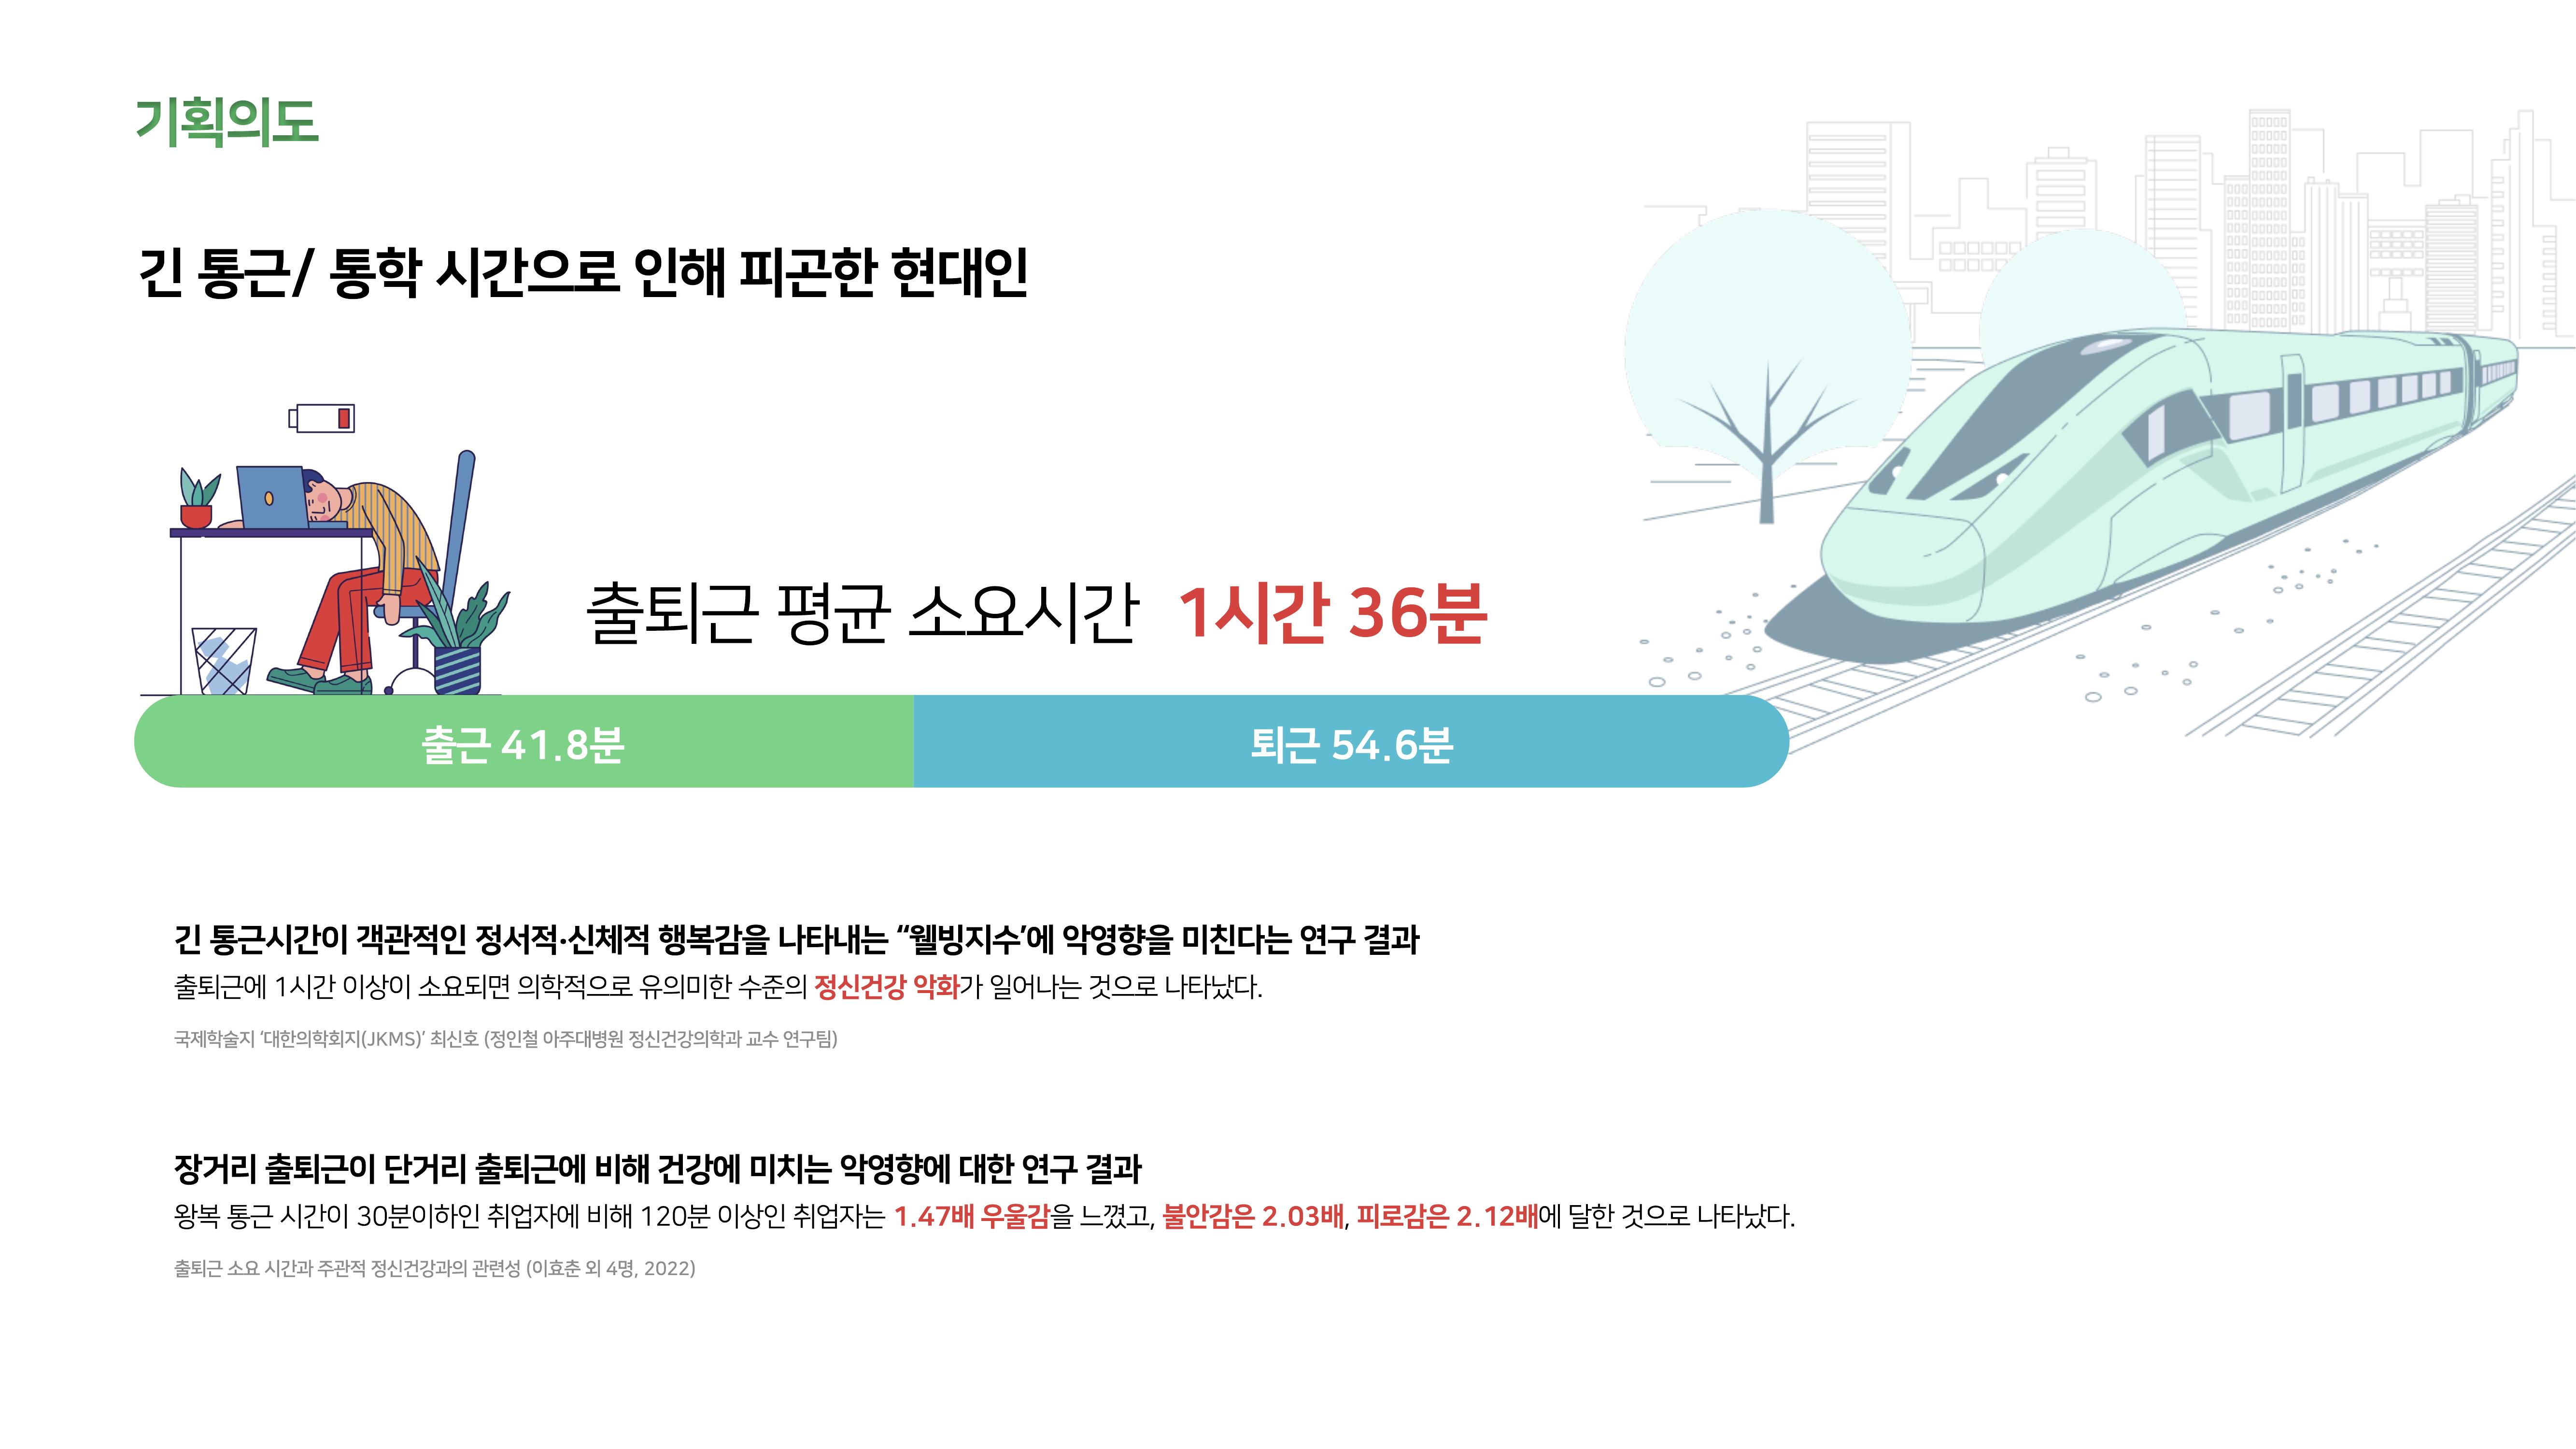 기획의도
긴 통근/ 통학 시간으로 인해 피곤한 현대인
출퇴근 평균 소요시간 1시간 36분
출근 41.8분
퇴근 54.6분
긴 통근시간이 객관적인 정서적·신체적 행복감을 나타내는 “웰빙지수’에 악영향을 미친다는 연구 결과
출퇴근에 1시간 이상이 소요되면 의학적으로 유의미한 수준의 정신건강 악화가 일어나는 것으로 나타났다.
국제학술지 ‘대한의학회지(JKMS)’ 최신호 (정인철 아주대병원 정신건강의학과 교수 연구팀)
장거리 출퇴근이 단거리 출퇴근에 비해 건강에 미치는 악영향에 대한 연구 결과
왕복 통근 시간이 30분이하인 취업자에 비해 120분 이상인 취업자는 1.47배 우울감을 느꼈고, 불안감은 2.03배, 피로감은 2.12배에 달한 것으로 나타났다.
출퇴근 소요 시간과 주관적 정신건강과의 관련성 (이효춘 외 4명, 2022)